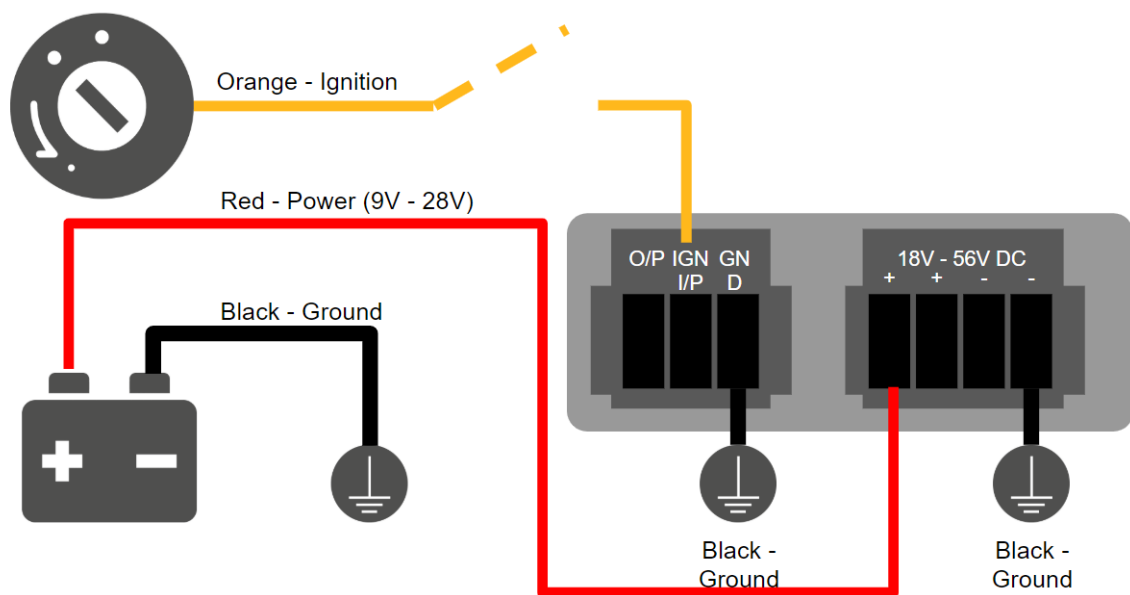 Orange - Ignition
Red - Power (9V - 28V)
O/P IGN GN
I/P D
18V - 56V DC
+ + - -
Black - Ground
+ -
Black -
Ground
Black -
Ground